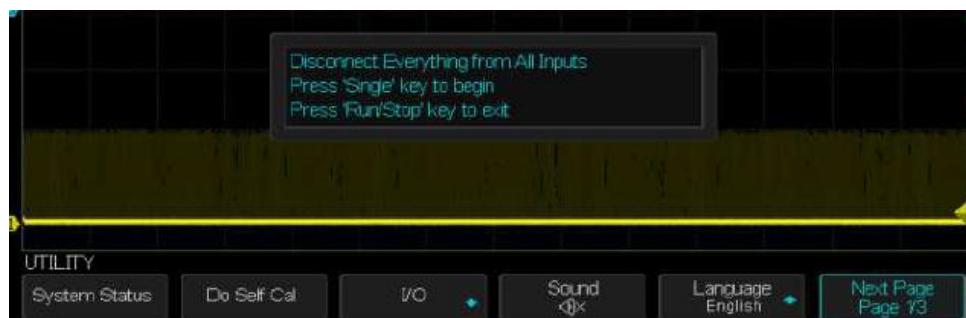 Disconnect Everything from All Inputs
Press 'Single' key to begin
Press 'Run/Stop' key to exit
UTILITY
System Status
Do Self Cal
I/O
Sound
Language
English
Next Page
Page 1/3